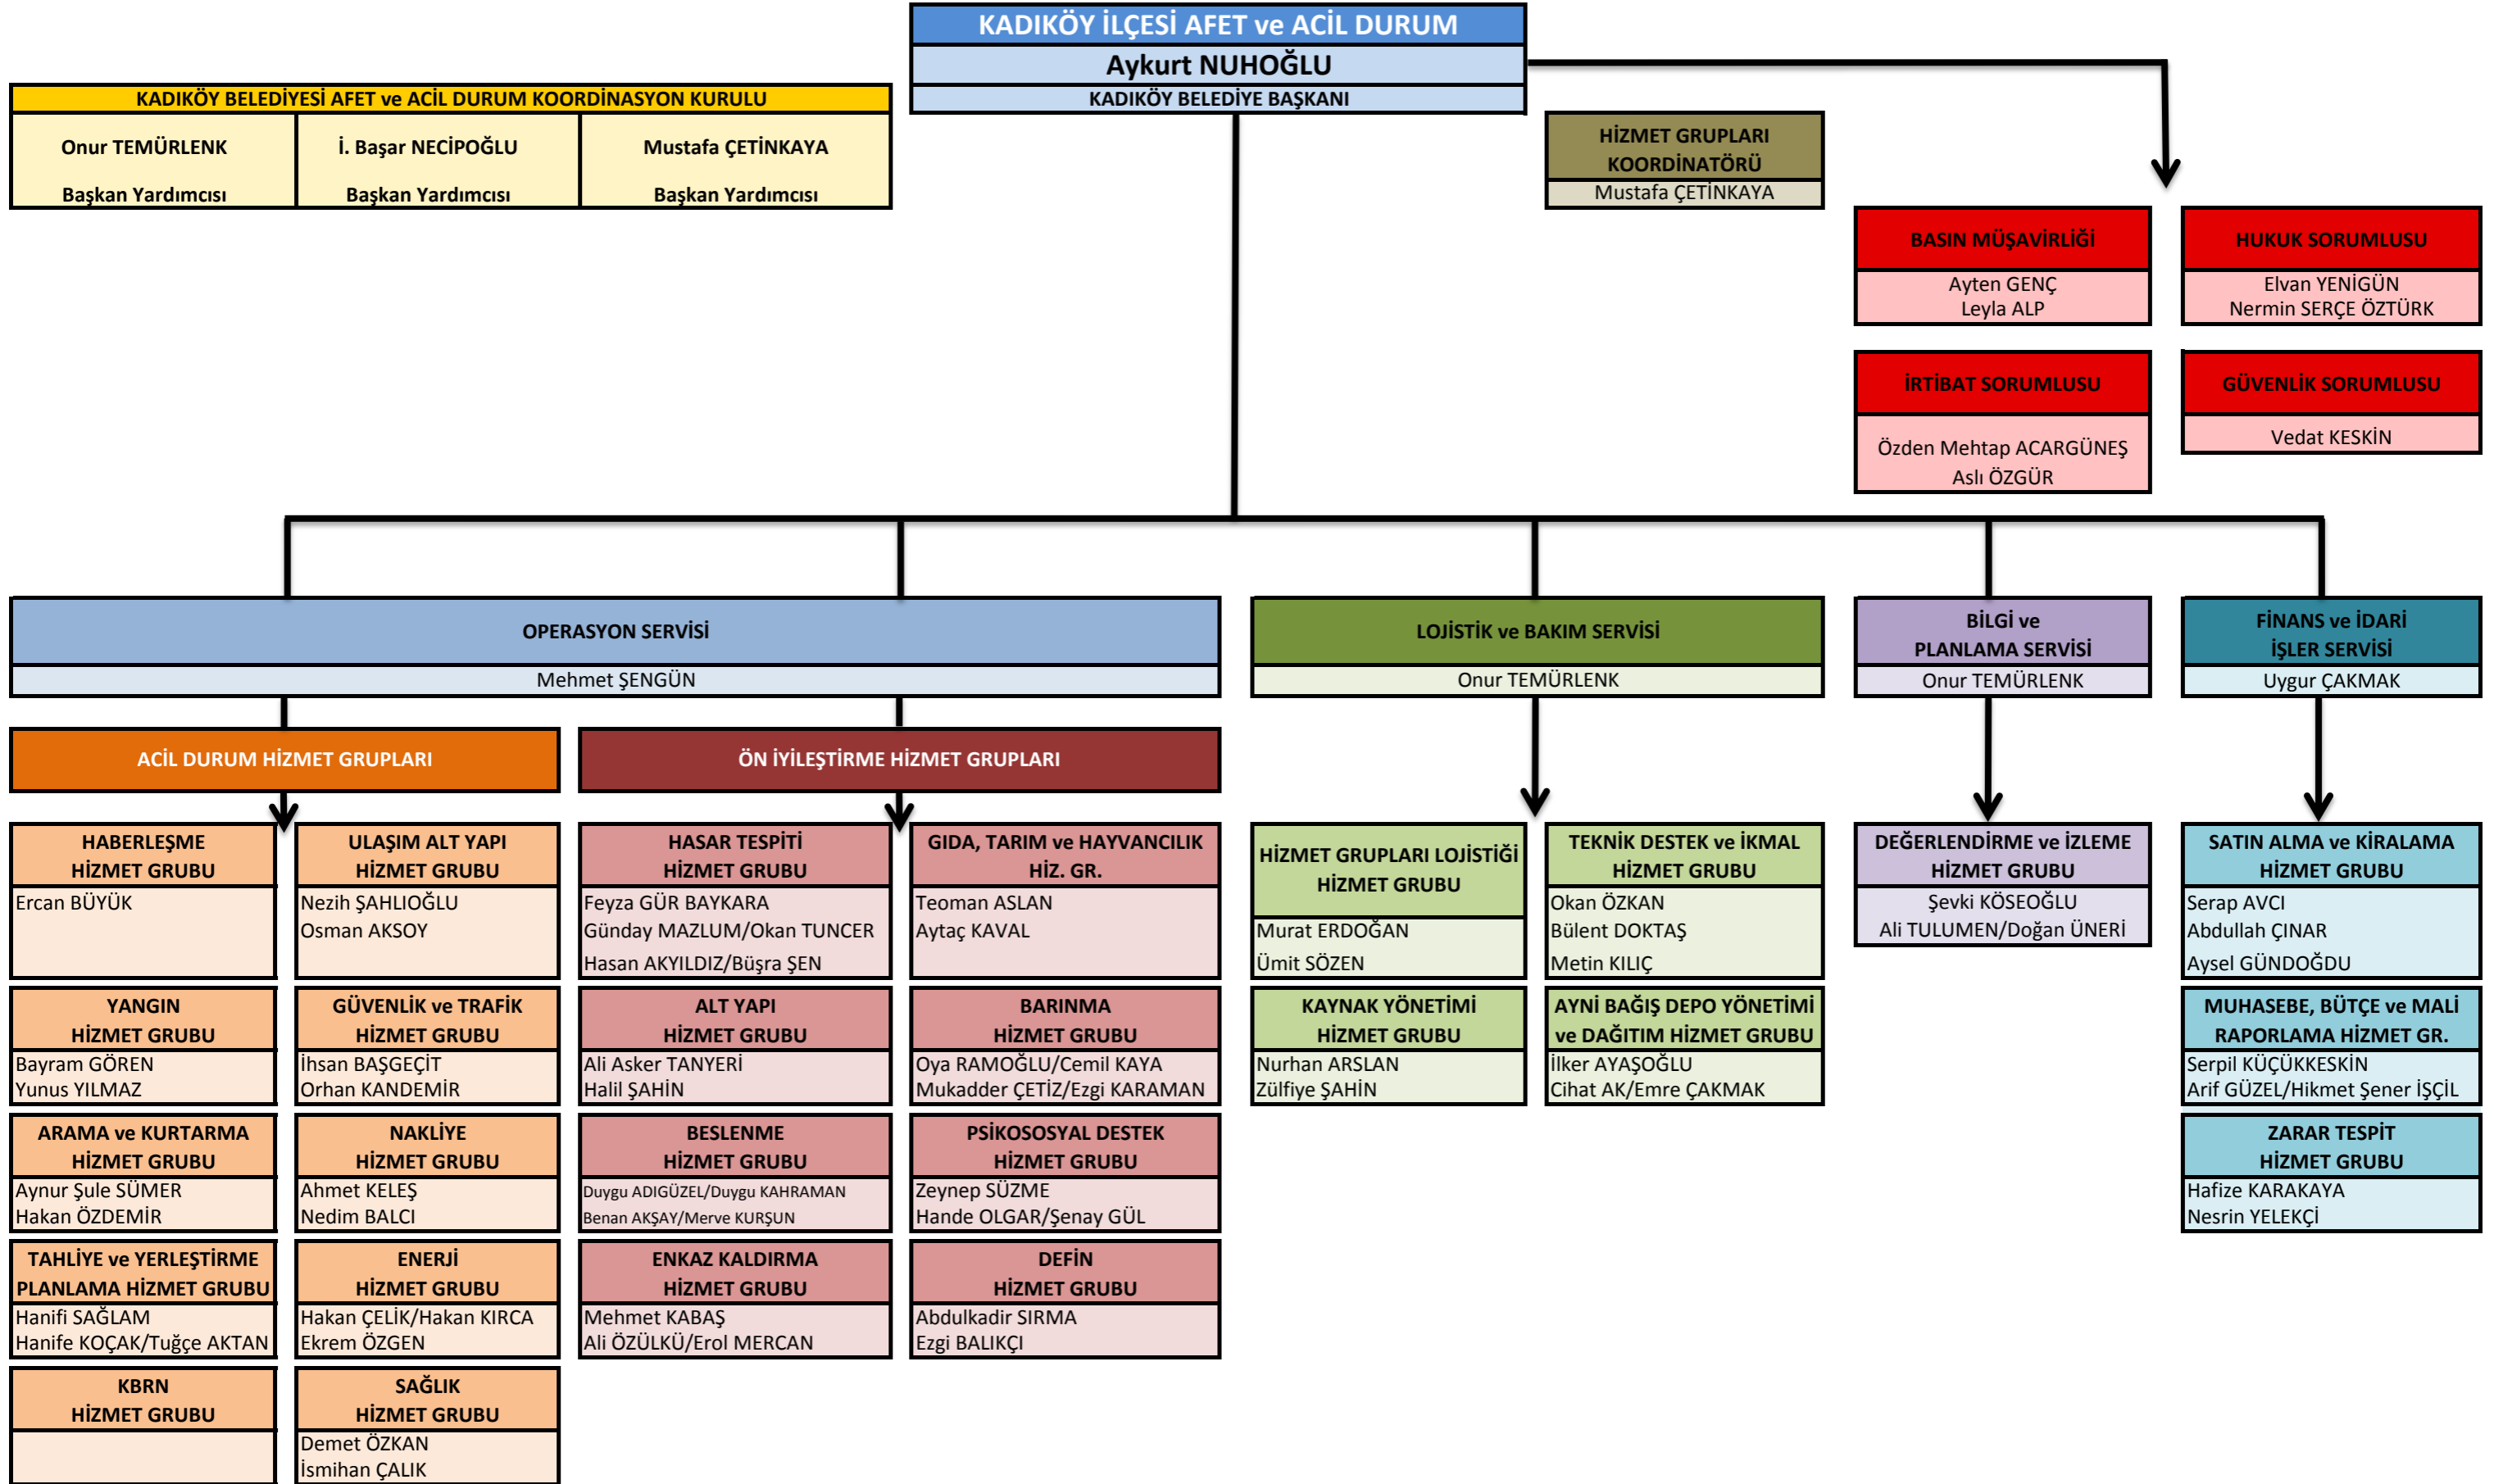 KADIKÖY İLÇESİ AFET ve ACİL DURUM
Aykurt NUHOĞLU
KADIKÖY BELEDİYE BAŞKANI
KADIKÖY BELEDİYESİ AFET ve ACİL DURUM KOORDİNASYON KURULU
Onur TEMÜRLENK
Başkan Yardımcısı
İ. Başar NECİPOĞLU
Başkan Yardımcısı
Mustafa ÇETİNKAYA
Başkan Yardımcısı
HİZMET GRUPLARI
KOORDİNATÖRÜ
Mustafa ÇETİNKAYA
BASIN MÜŞAVİRLİĞİ
Ayten GENÇ
Leyla ALP
HUKUK SORUMLUSU
Elvan YENİGÜN
Nermin SERÇE ÖZTÜRK
İRTİBAT SORUMLUSU
Özden Mehtap ACARGÜNEŞ
Aslı ÖZGÜR
GÜVENLİK SORUMLUSU
Vedat KESKİN
OPERASYON SERVİSİ
Mehmet ŞENGÜN
LOJİSTİK ve BAKIM SERVİSİ
Onur TEMÜRLENK
BİLGİ ve
PLANLAMA SERVİSİ
Onur TEMÜRLENK
FİNANS ve İDARİ
İŞLER SERVİSİ
Uygur ÇAKMAK
ACİL DURUM HİZMET GRUPLARI
ÖN İYİLEŞTİRME HİZMET GRUPLARI
HABERLEŞME
HİZMET GRUBU
Ercan BÜYÜK
ULAŞIM ALT YAPI
HİZMET GRUBU
Nezih ŞAHLIOĞLU
Osman AKSOY
HASAR TESPİTİ
HİZMET GRUBU
Feyza GÜR BAYKARA
Günday MAZLUM/Okan TUNCER
Hasan AKYILDIZ/Büşra ŞEN
GIDA, TARIM ve HAYVANCILIK
HİZ. GR.
Teoman ASLAN
Aytaç KAVAL
HİZMET GRUPLARI LOJİSTİĞİ
HİZMET GRUBU
Murat ERDOĞAN
Ümit SÖZEN
TEKNİK DESTEK ve İKMAL
HİZMET GRUBU
Okan ÖZKAN
Bülent DOKTAŞ
Metin KILIÇ
DEĞERLENDİRME ve İZLEME
HİZMET GRUBU
Şevki KÖSEOĞLU
Ali TULUMEN/Doğan ÜNERİ
SATIN ALMA ve KİRALAMA
HİZMET GRUBU
Serap AVCI
Abdullah ÇINAR
Aysel GÜNDOĞDU
YANGIN
HİZMET GRUBU
Bayram GÖREN
Yunus YILMAZ
GÜVENLİK ve TRAFİK
HİZMET GRUBU
İhsan BAŞGEÇİT
Orhan KANDEMİR
ALT YAPI
HİZMET GRUBU
Ali Asker TANYERİ
Halil ŞAHİN
BARINMA
HİZMET GRUBU
Oya RAMOĞLU/Cemil KAYA
Mukadder ÇETİZ/Ezgi KARAMAN
KAYNAK YÖNETİMİ
HİZMET GRUBU
Nurhan ARSLAN
Zülfiye ŞAHİN
AYNİ BAĞIŞ DEPO YÖNETİMİ
ve DAĞITIM HİZMET GRUBU
İlker AYAŞOĞLU
Cihat AK/Emre ÇAKMAK
MUHASEBE, BÜTÇE ve MALİ
RAPORLAMA HİZMET GR.
Serpil KÜÇÜKKESKİN
Arif GÜZEL/Hikmet Şener İŞÇİL
ARAMA ve KURTARMA
HİZMET GRUBU
Aynur Şule SÜMER
Hakan ÖZDEMİR
NAKLİYE
HİZMET GRUBU
Ahmet KELEŞ
Nedim BALCI
BESLENME
HİZMET GRUBU
Duygu ADIGÜZEL/Duygu KAHRAMAN
Benan AKŞAY/Merve KURŞUN
PSİKOSOSYAL DESTEK
HİZMET GRUBU
Zeynep SÜZME
Hande OLGAR/Şenay GÜL
ZARAR TESPİT
HİZMET GRUBU
Hafize KARAKAYA
Nesrin YELEKÇİ
TAHLİYE ve YERLEŞTİRME
PLANLAMA HİZMET GRUBU
Hanifi SAĞLAM
Hanife KOÇAK/Tuğçe AKTAN
ENERJİ
HİZMET GRUBU
Hakan ÇELİK/Hakan KIRCA
Ekrem ÖZGEN
ENKAZ KALDIRMA
HİZMET GRUBU
Mehmet KABAŞ
Ali ÖZÜLKÜ/Erol MERCAN
DEFİN
HİZMET GRUBU
Abdulkadir SIRMA
Ezgi BALIKÇI
KBRN
HİZMET GRUBU
SAĞLIK
HİZMET GRUBU
Demet ÖZKAN
İsmihan ÇALIK